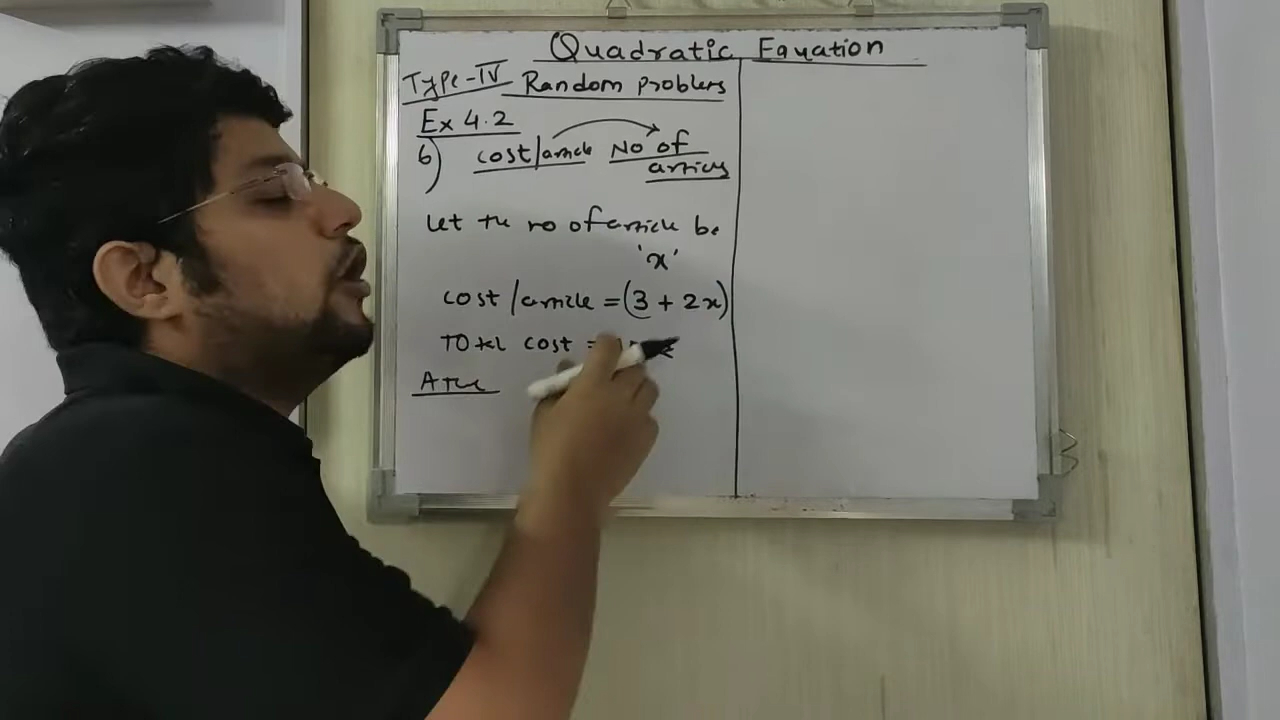 Quadratic Equation
Type-IV Random problems
Ex 4.2
6) cost/article No of
articles
Let the no of article be
'x'
cost/article = (3 + 2x)
Total cost =
ATC